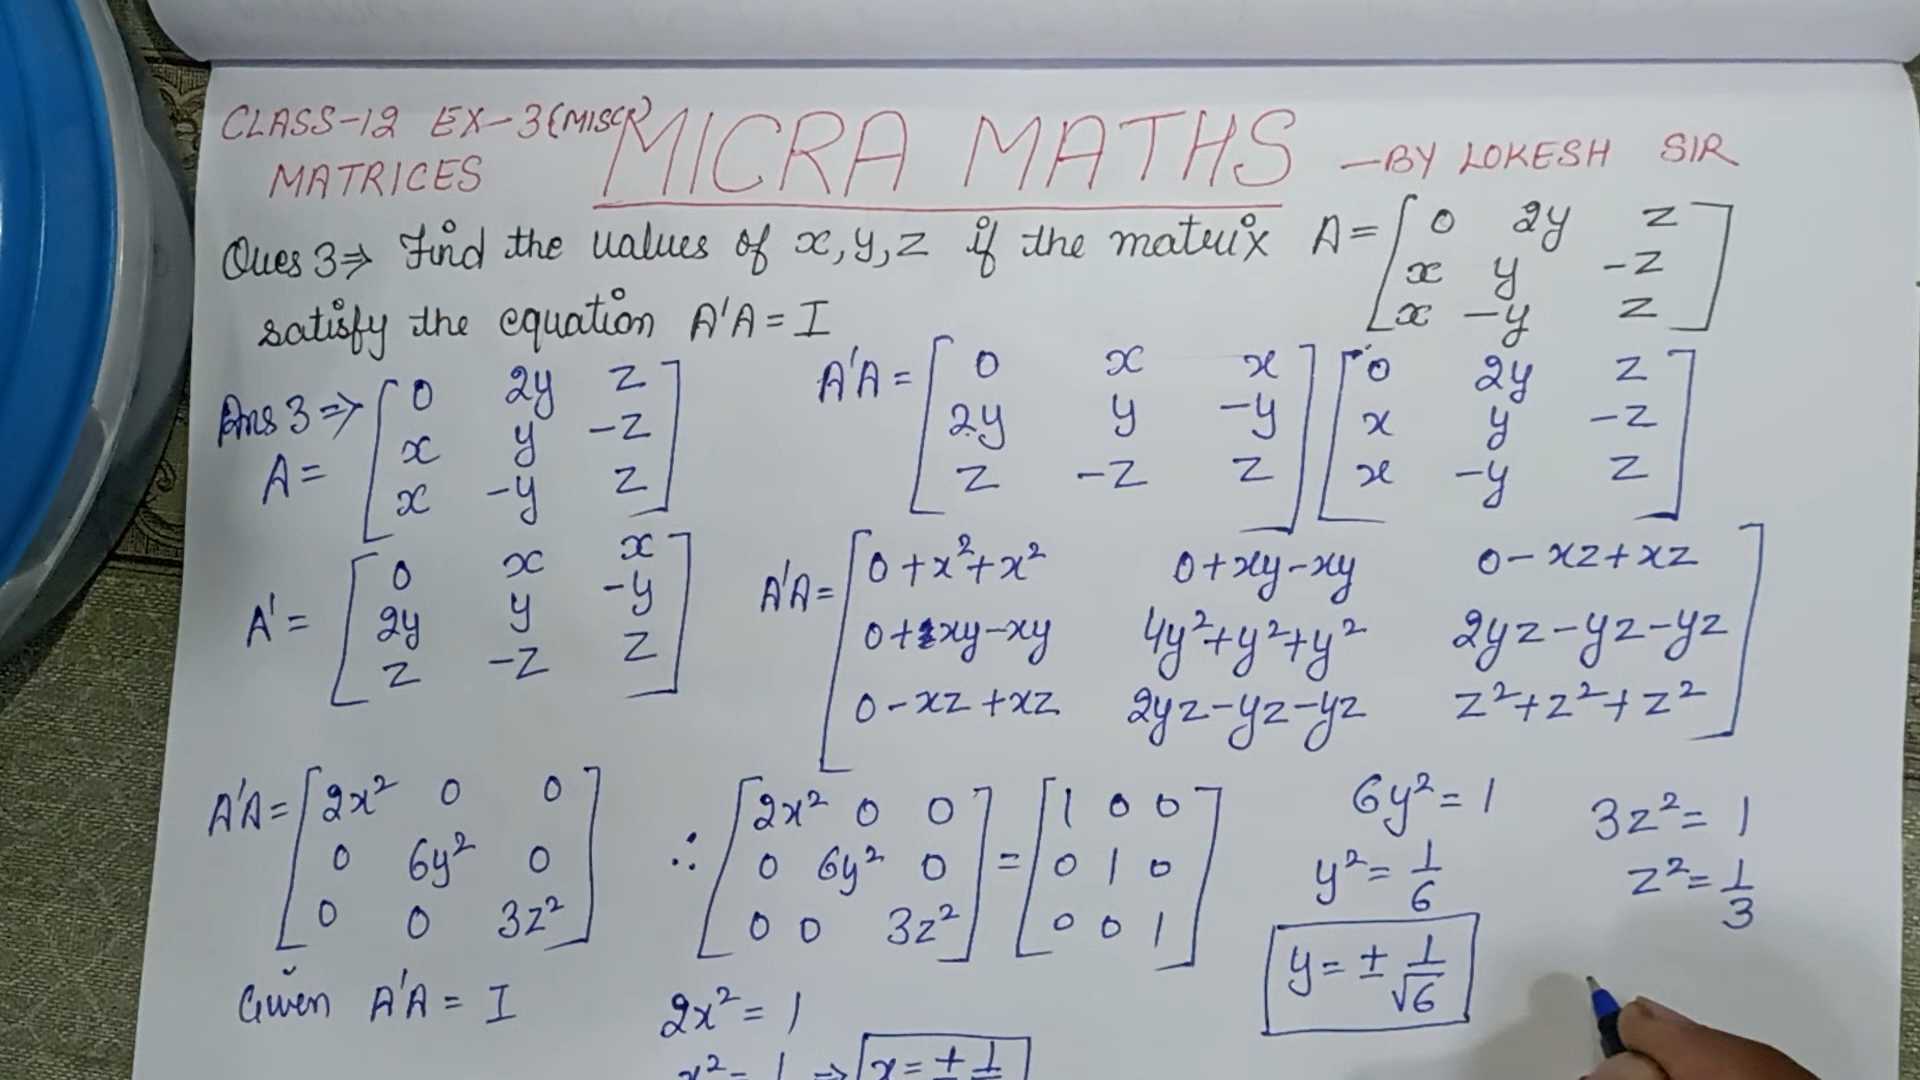 CLASS-12 EX-3(MISC)
MATRICES
MICRA MATHS
-BY LOKESH SIR
Ques 3⇒ Find the values of x, y, z if the matrix A = [0 2y z
x y -z
x -y z]
satisfy the equation A'A = I
Ans 3 ⇒
A = [0 2y z
x y -z
x -y z]
A' = [0 x x
2y y -y
z -z z]
A'A = [0 x x
2y y -y
z -z z] [0 2y z
x y -z
x -y z]
A'A = [0+x²+x² 0+xy-xy 0-xz+xz
0+xy-xy 4y²+y²+y² 2yz-yz-yz
0-xz+xz 2yz-yz-yz z²+z²+z²]
A'A = [2x² 0 0
0 6y² 0
0 0 3z²]
Given A'A = I
∴ [2x² 0 0
0 6y² 0
0 0 3z²] = [1 0 0
0 1 0
0 0 1]
2x² = 1
x² = 1 ⇒ x = ± 1
6y² = 1
y² = 1/6
y = ± 1/√6
3z² = 1
z² = 1/3